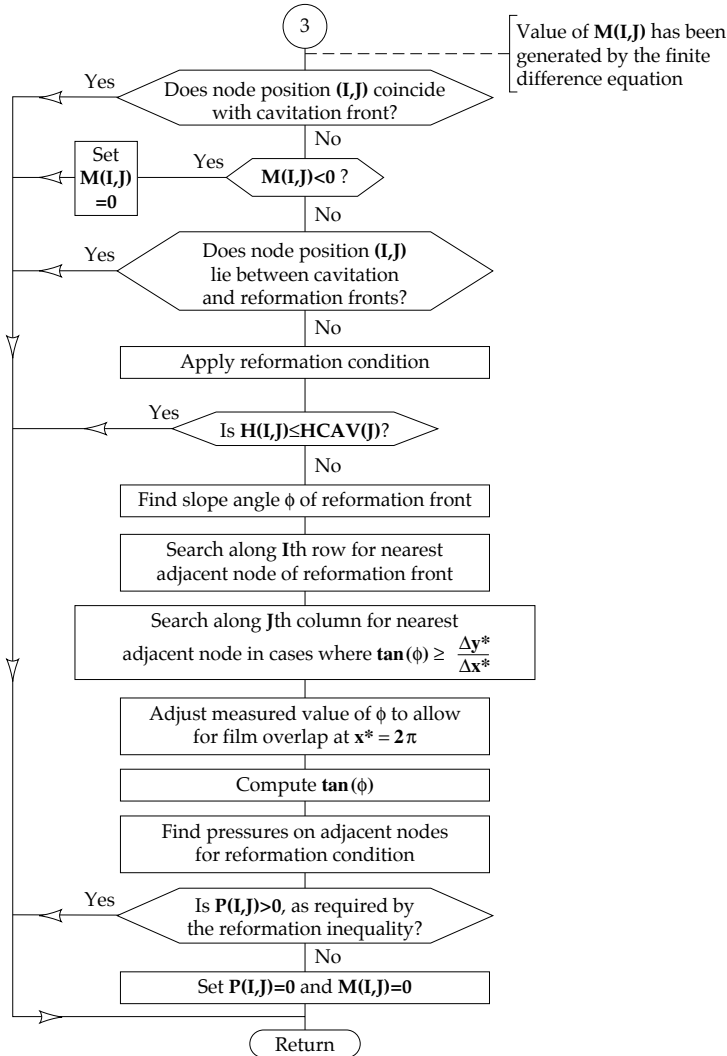 3
Value of M(I,J) has been
generated by the finite
difference equation
Yes
Does node position (I,J) coincide
with cavitation front?
No
Set
M(I,J)
=0
Yes
M(I,J)<0 ?
No
Yes
Does node position (I,J)
lie between cavitation
and reformation fronts?
No
Apply reformation condition
Yes
Is H(I,J)≤HCAV(J)?
No
Find slope angle ϕ of reformation front
Search along Ith row for nearest
adjacent node of reformation front
Search along Jth column for nearest
adjacent node in cases where tan(ϕ) ≥ Δy*/Δx*
Adjust measured value of ϕ to allow
for film overlap at x* = 2π
Compute tan(ϕ)
Find pressures on adjacent nodes
for reformation condition
Yes
Is P(I,J)>0, as required by
the reformation inequality?
No
Set P(I,J)=0 and M(I,J)=0
Return